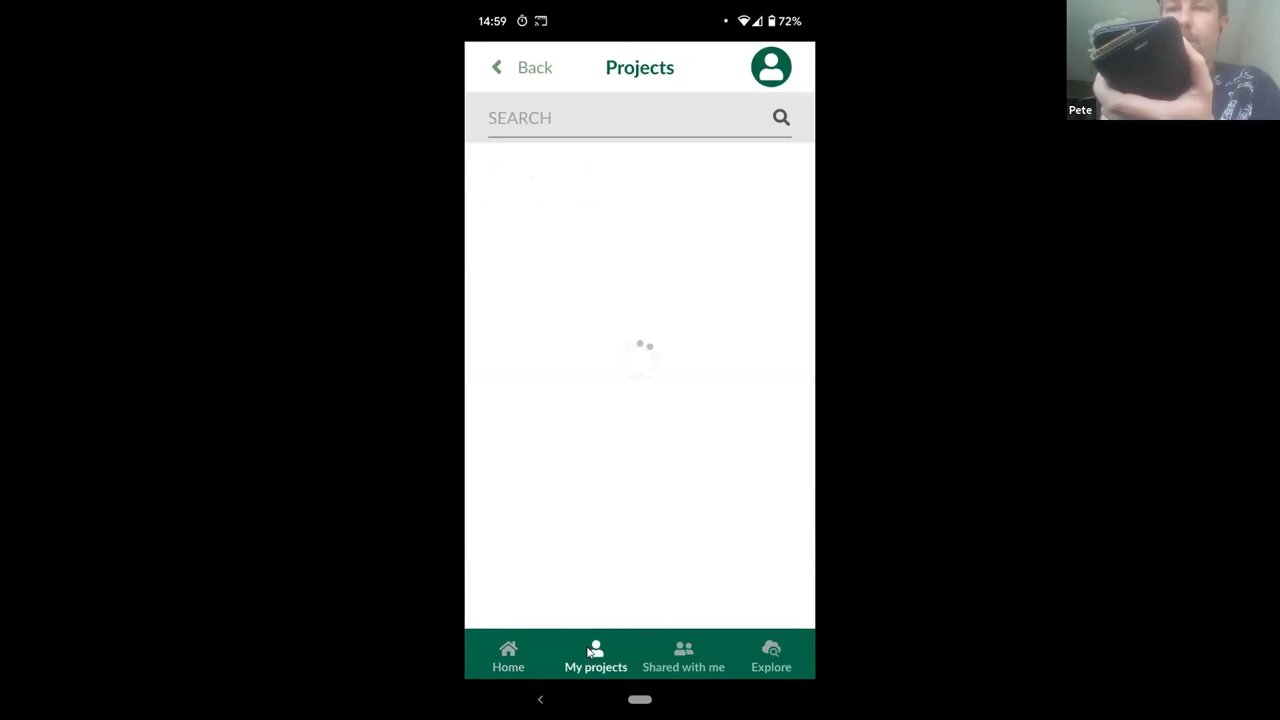 14:59
72%
Back
Projects
SEARCH
Pete
Home
My projects
Shared with me
Explore